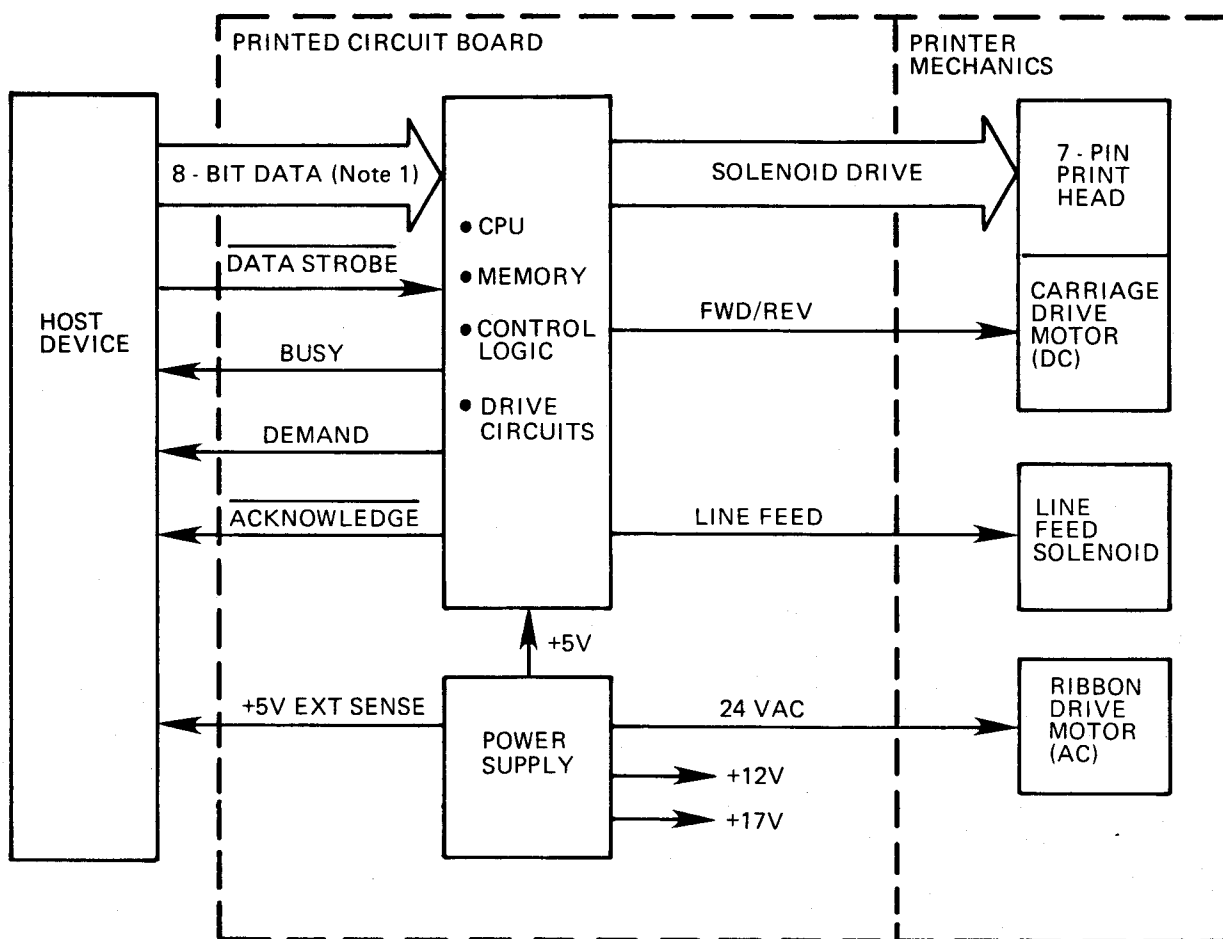 PRINTED CIRCUIT BOARD
PRINTER
MECHANICS
HOST
DEVICE
8 - BIT DATA (Note 1)
DATA STROBE
BUSY
DEMAND
ACKNOWLEDGE
+5V EXT SENSE
• CPU
• MEMORY
• CONTROL
LOGIC
• DRIVE
CIRCUITS
+5V
POWER
SUPPLY
SOLENOID DRIVE
FWD/REV
LINE FEED
24 VAC
+12V
+17V
7 - PIN
PRINT
HEAD
CARRIAGE
DRIVE
MOTOR
(DC)
LINE
FEED
SOLENOID
RIBBON
DRIVE
MOTOR
(AC)